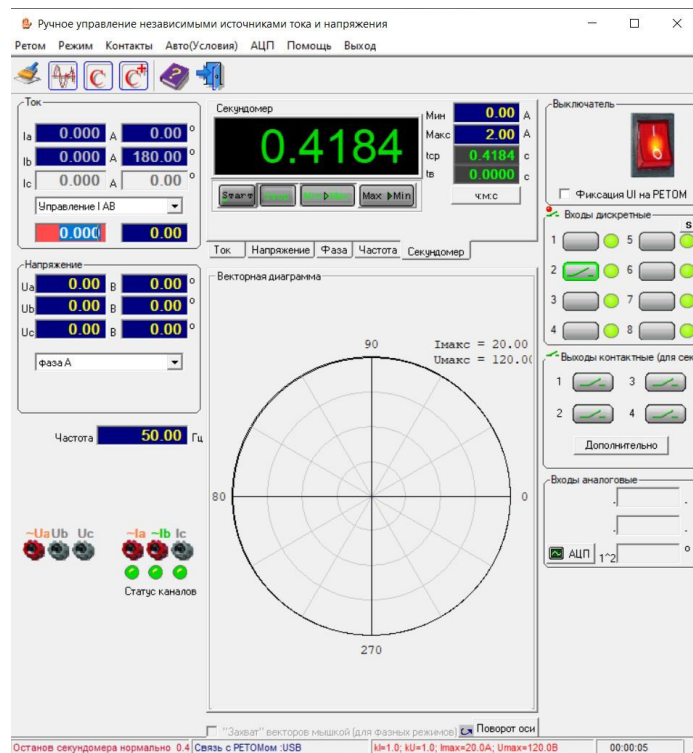 Ручное управление независимыми источниками тока и напряжения
Ретом Режим Контакты Авто(Условия) АЦП Помощь Выход
Ток
Ia 0.000 A 0.00 °
Ib 0.000 A 180.00 °
Ic 0.000 A 0.00 °
Управление I AB
0.000 0.00
Напряжение
Ua 0.00 В 0.00 °
Ub 0.00 В 0.00 °
Uc 0.00 В 0.00 °
Фаза А
Частота 50.00 Гц
~Ua Ub Uc ~Ia ~Ib Ic
Статус каналов
Секундомер
0.4184
Мин 0.00 А
Макс 2.00 А
tср 0.4184 с
tв 0.0000 с
Start Max ▶Min ч:м:с
Ток Напряжение Фаза Частота Секундомер
Векторная диаграмма
Iмакс = 20.00
Uмакс = 120.00
90
80 0
270
"Захват" векторов мышкой (для фазных режимов) Поворот оси
Выключатель
Фиксация UI на РЕТОМ
Входы дискретные
S
1 5
2 6
3 7
4 8
Выходы контактные (для сек
1 3
2 4
Дополнительно
Входы аналоговые
АЦП 1^2 °
Останов секундомера нормально 0.4 Связь с РЕТОМом :USB kI=1.0; kU=1.0; Imax=20.0A; Umax=120.0B 00:00:05